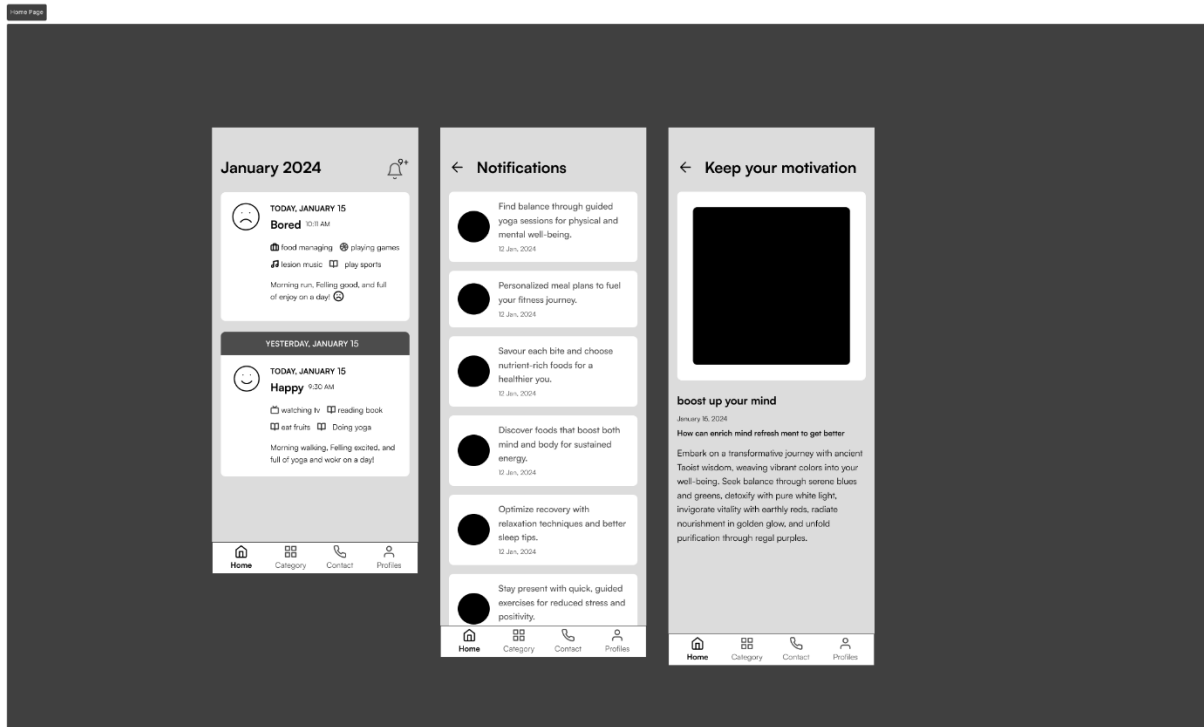 Home Page
January 2024
9+
TODAY, JANUARY 15
Bored 10:11 AM
food managing playing games
lesion music play sports
Morning run, Felling good, and full
of enjoy on a day!
YESTERDAY, JANUARY 15
TODAY, JANUARY 15
Happy 9:30 AM
watching tv reading book
eat fruits Doing yoga
Morning walking, Felling excited, and
full of yoga and wokr on a day!
Home Category Contact Profiles
Notifications
Find balance through guided
yoga sessions for physical and
mental well-being.
12 Jan, 2024
Personalized meal plans to fuel
your fitness journey.
12 Jan, 2024
Savour each bite and choose
nutrient-rich foods for a
healthier you.
12 Jan, 2024
Discover foods that boost both
mind and body for sustained
energy.
12 Jan, 2024
Optimize recovery with
relaxation techniques and better
sleep tips.
12 Jan, 2024
Stay present with quick, guided
exercises for reduced stress and
positivity.
Home Category Contact Profiles
Keep your motivation
boost up your mind
January 15, 2024
How can enrich mind refresh ment to get better
Embark on a transformative journey with ancient
Taoist wisdom, weaving vibrant colors into your
well-being. Seek balance through serene blues
and greens, detoxify with pure white light,
invigorate vitality with earthly reds, radiate
nourishment in golden glow, and unfold
purification through regal purples.
Home Category Contact Profiles